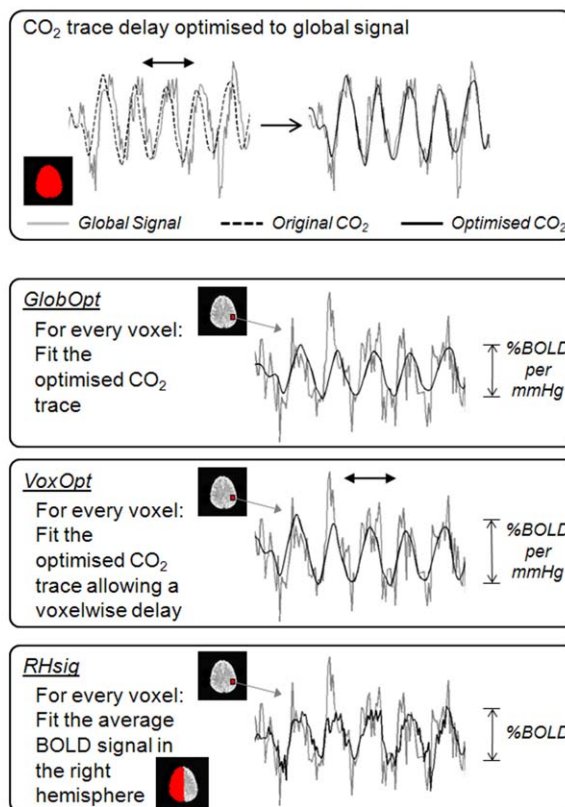 CO₂ trace delay optimised to global signal
Global Signal
Original CO₂
Optimised CO₂
GlobOpt
For every voxel:
Fit the
optimised CO₂
trace
%BOLD
per
mmHg
VoxOpt
For every voxel:
Fit the
optimised CO₂
trace allowing a
voxelwise delay
%BOLD
per
mmHg
RHsig
For every voxel:
Fit the average
BOLD signal in
the right
hemisphere
%BOLD